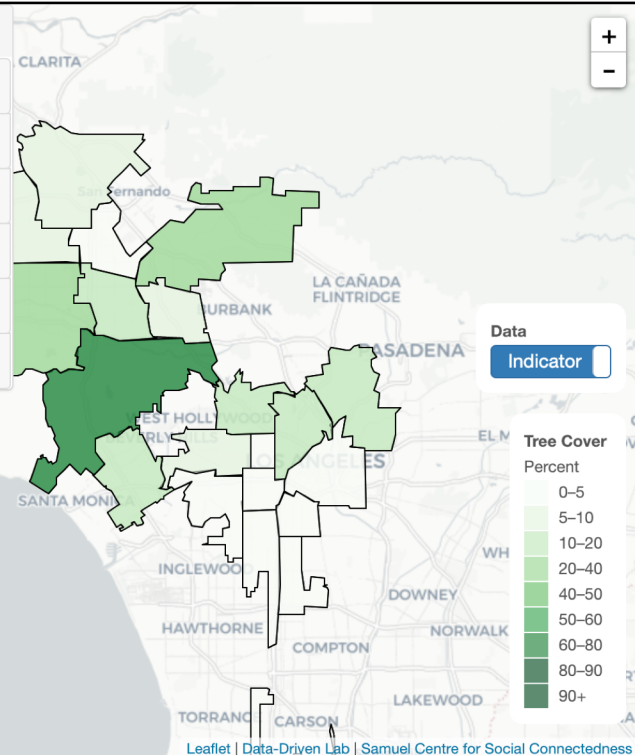 +
−
CLARITA
San Fernando
LA CAÑADA
FLINTRIDGE
BURBANK
PASADENA
Data
Indicator
WEST HOLLYWOOD
BEVERLY HILLS
EL M
LOS ANGELES
SANTA MONICA
Tree Cover
Percent
0–5
5–10
10–20
20–40
40–50
50–60
60–80
80–90
90+
INGLEWOOD
WH
DOWNEY
HAWTHORNE
NORWALK
COMPTON
LAKEWOOD
TORRANCE
CARSON
Leaflet | Data-Driven Lab | Samuel Centre for Social Connectedness